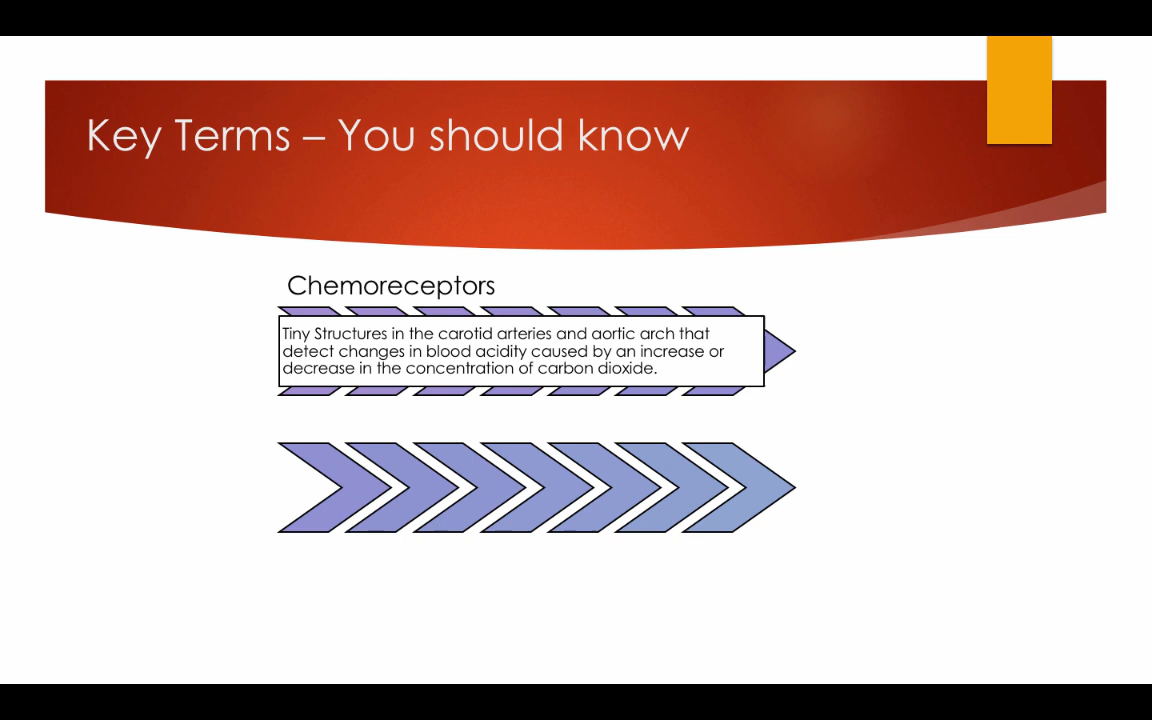 Key Terms – You should know
Chemoreceptors
Tiny Structures in the carotid arteries and aortic arch that
detect changes in blood acidity caused by an increase or
decrease in the concentration of carbon dioxide.